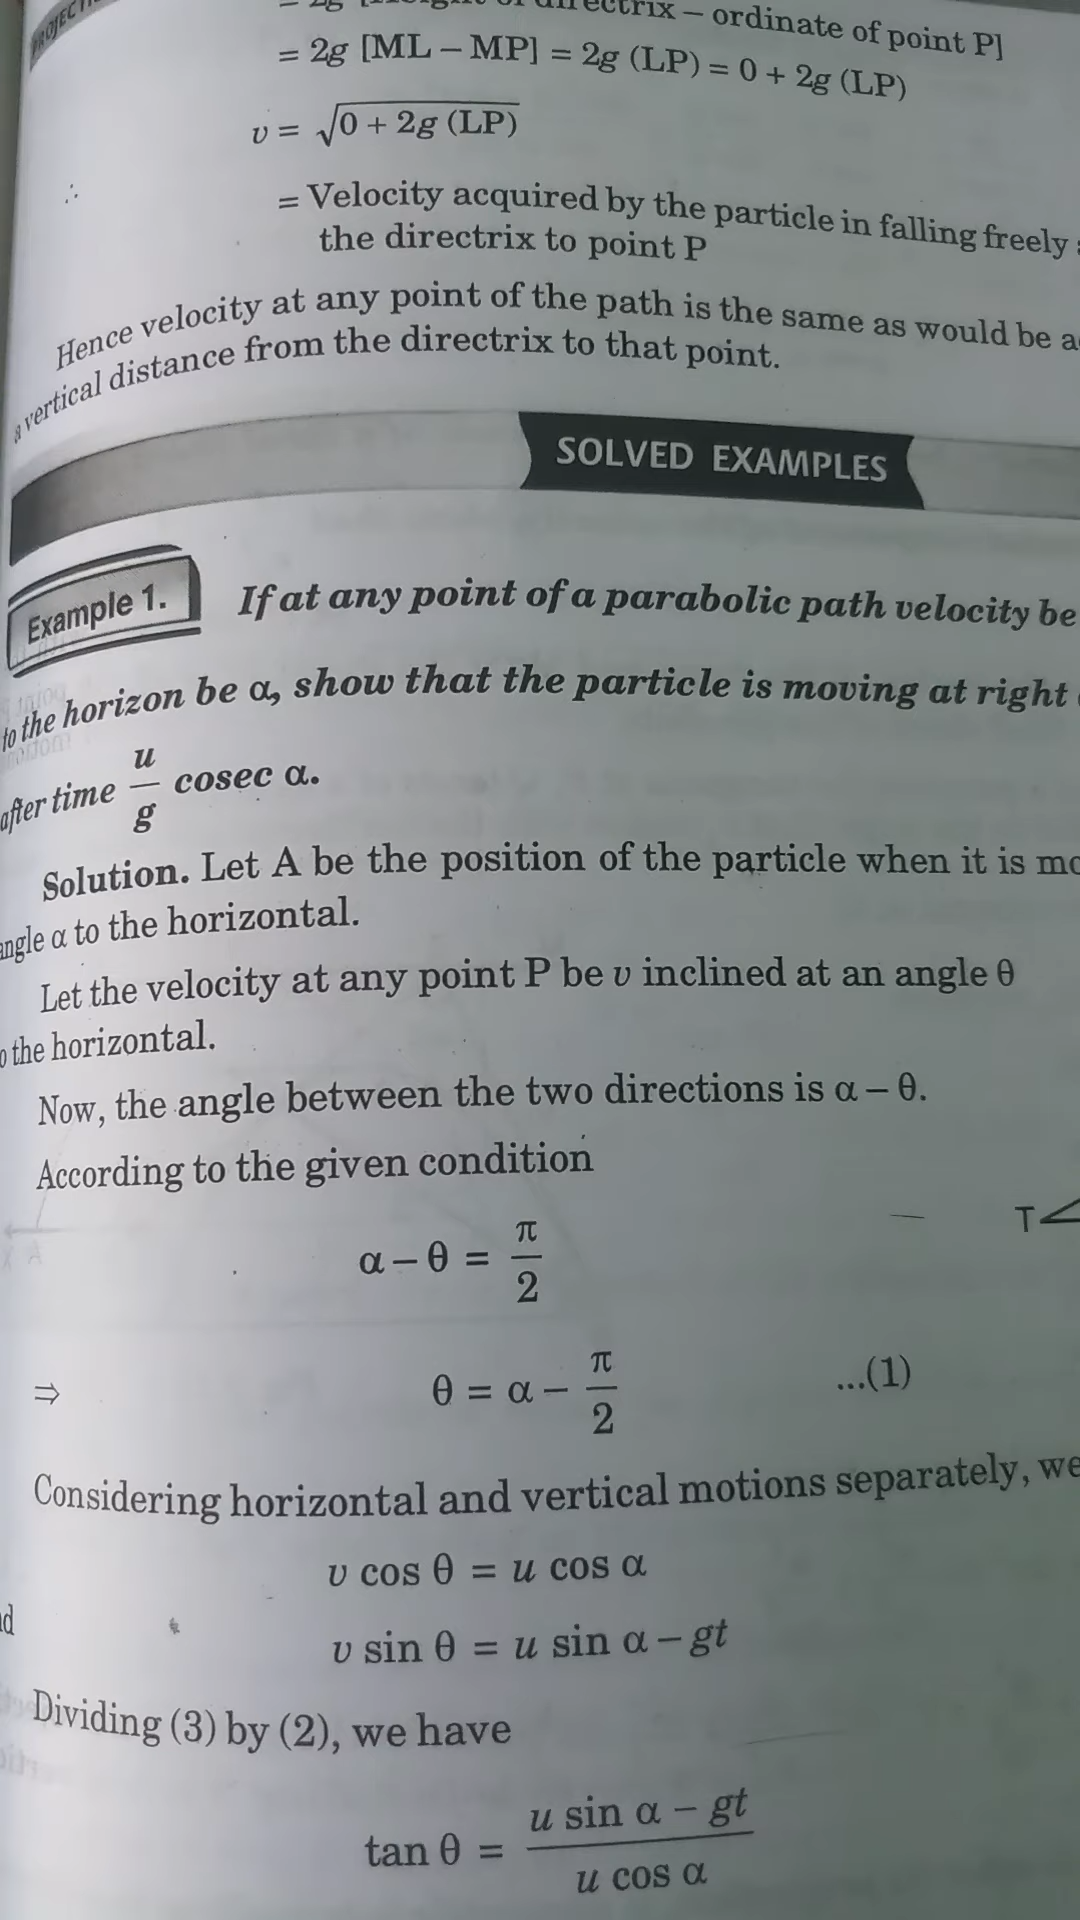 = 2g [Height of directrix – ordinate of point P]
= 2g [ML – MP] = 2g (LP) = 0 + 2g (LP)
∴ v = √0 + 2g (LP)
= Velocity acquired by the particle in falling freely
the directrix to point P
Hence velocity at any point of the path is the same as would be a
a vertical distance from the directrix to that point.
SOLVED EXAMPLES
Example 1. If at any point of a parabolic path velocity be
to the horizon be α, show that the particle is moving at right
after time u/g cosec α.
Solution. Let A be the position of the particle when it is mo
angle α to the horizontal.
Let the velocity at any point P be v inclined at an angle θ
to the horizontal.
Now, the angle between the two directions is α – θ.
According to the given condition
T
α – θ = π/2
⇒ θ = α – π/2 ...(1)
Considering horizontal and vertical motions separately, we
v cos θ = u cos α
nd v sin θ = u sin α – gt
Dividing (3) by (2), we have
tan θ = u sin α – gt / u cos α